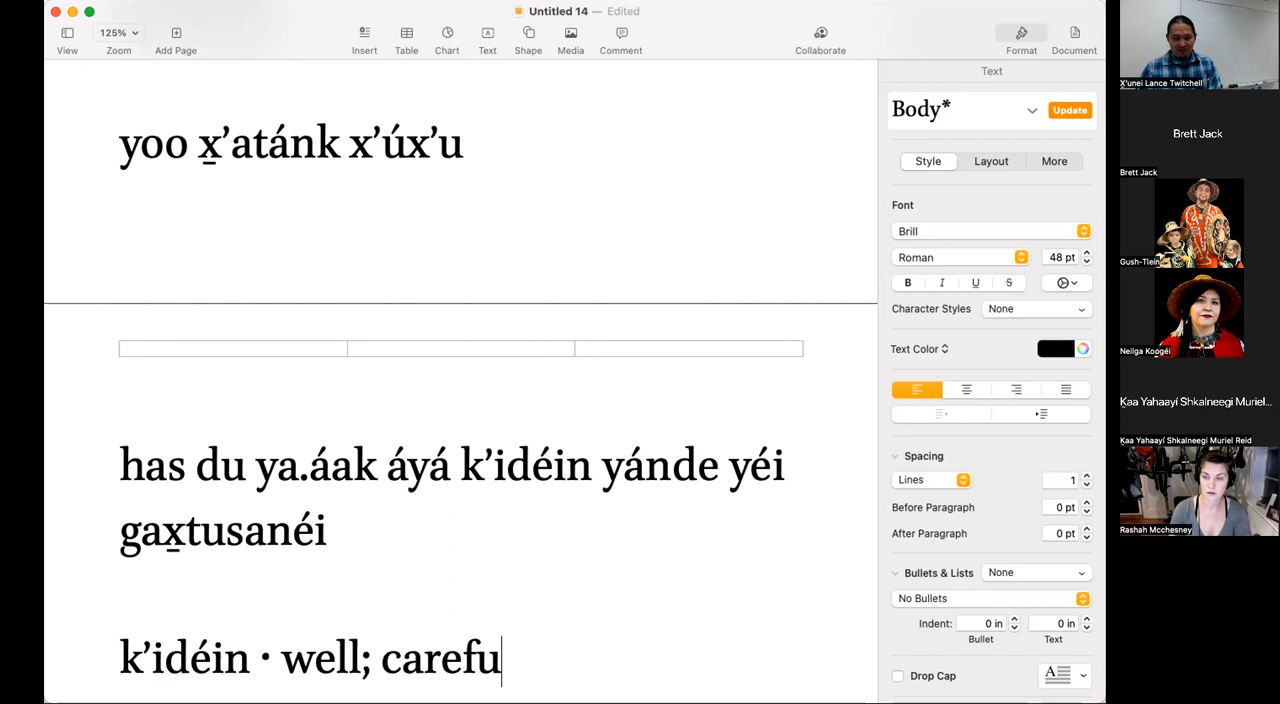 Untitled 14 — Edited
125%
View
Zoom
Add Page
Insert
Table
Chart
Text
Shape
Media
Comment
Collaborate
Format
Document
yoo x̱’atánk x’úx’u
has du ya.áak áyá k’idéin yánde yéi
gax̱tusanéi
k’idéin · well; carefu
Text
Body*
Update
Style
Layout
More
Font
Brill
Roman
48 pt
B I U S
Character Styles
None
Text Color
Spacing
Lines
1
Before Paragraph
0 pt
After Paragraph
0 pt
Bullets & Lists
None
No Bullets
Indent:
0 in
0 in
Bullet
Text
Drop Cap
X̱'unei Lance Twitchell
Brett Jack
Brett Jack
Gush-Tlein
Neilga Koogéi
Ḵaa Yahaayí Shkalneegi Muriel...
Ḵaa Yahaayí Shkalneegi Muriel Reid
Rashah Mcchesney